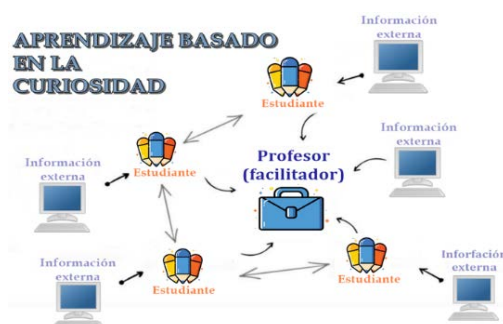 APRENDIZAJE BASADO
EN LA
CURIOSIDAD
Información
externa
Estudiante
Profesor
(facilitador)
Información
externa
Estudiante
Información
externa
Información
externa
Estudiante
Estudiante
Inforfación
externa